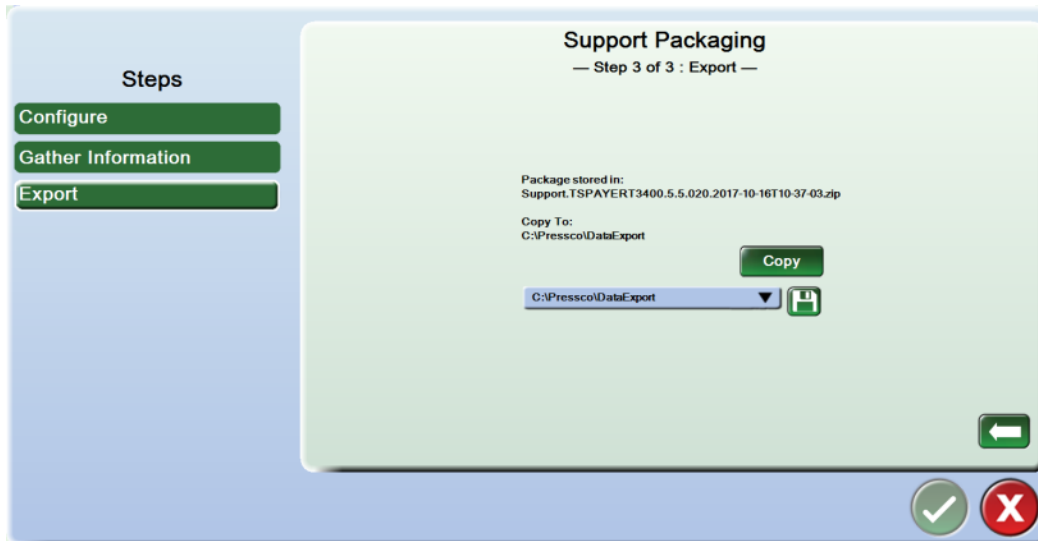 Steps
Configure
Gather Information
Export
Support Packaging
— Step 3 of 3 : Export —
Package stored in:
Support.TSPAYERT3400.5.5.020.2017-10-16T10-37-03.zip
Copy To:
C:\Pressco\DataExport
Copy
C:\Pressco\DataExport